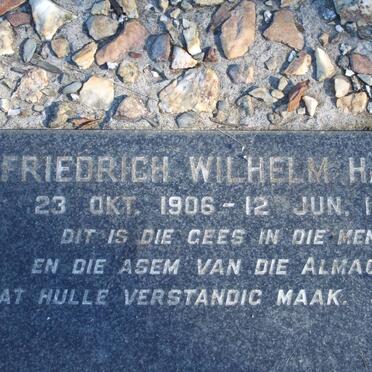 FRIEDRICH WILHELM HA
23 OKT. 1906 - 12 JUN. 1
DIT IS DIE GEES IN DIE MEN
EN DIE ASEM VAN DIE ALMAG
AT HULLE VERSTANDIG MAAK.